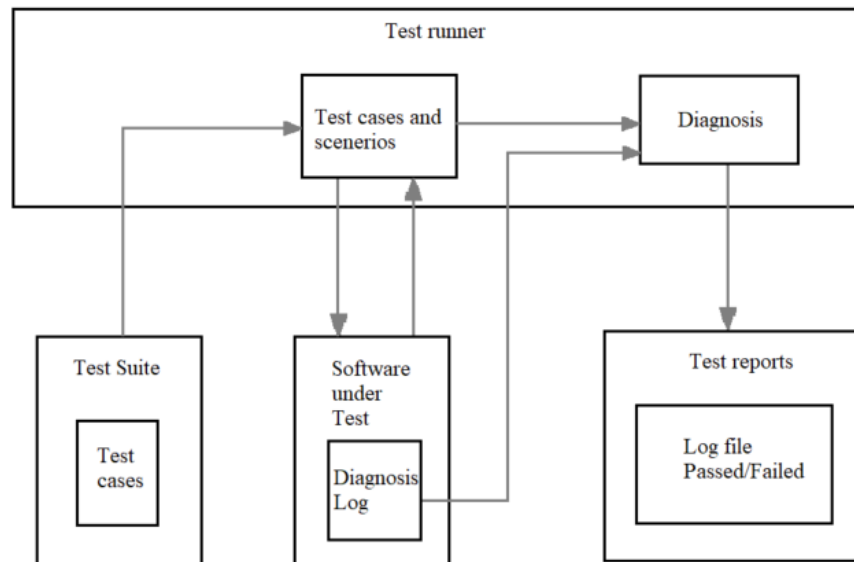 Test runner
Test cases and
scenerios
Diagnosis
Test Suite
Test
cases
Software
under
Test
Diagnosis
Log
Test reports
Log file
Passed/Failed